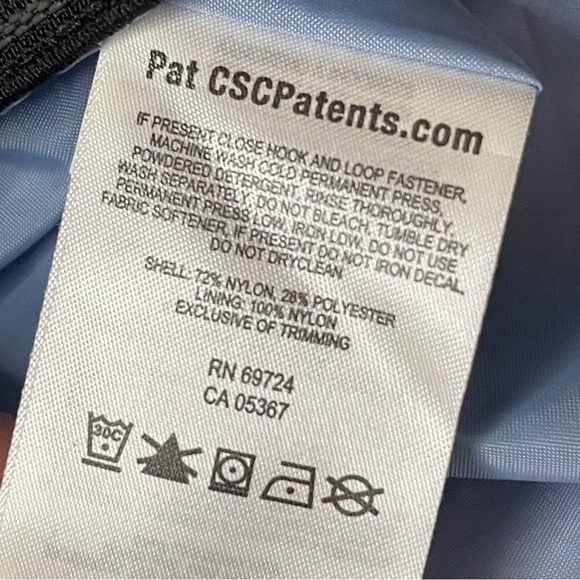 Pat CSCPatents.com
IF PRESENT CLOSE HOOK AND LOOP FASTENER,
MACHINE WASH COLD PERMANENT PRESS,
POWDERED DETERGENT, RINSE THOROUGHLY,
WASH SEPARATELY, DO NOT BLEACH, TUMBLE DRY
PERMANENT PRESS LOW, IRON LOW. DO NOT USE
FABRIC SOFTENER, IF PRESENT DO NOT IRON DECAL,
DO NOT DRYCLEAN
SHELL: 72% NYLON, 28% POLYESTER
LINING: 100% NYLON
EXCLUSIVE OF TRIMMING
RN 69724
CA 05367
30C